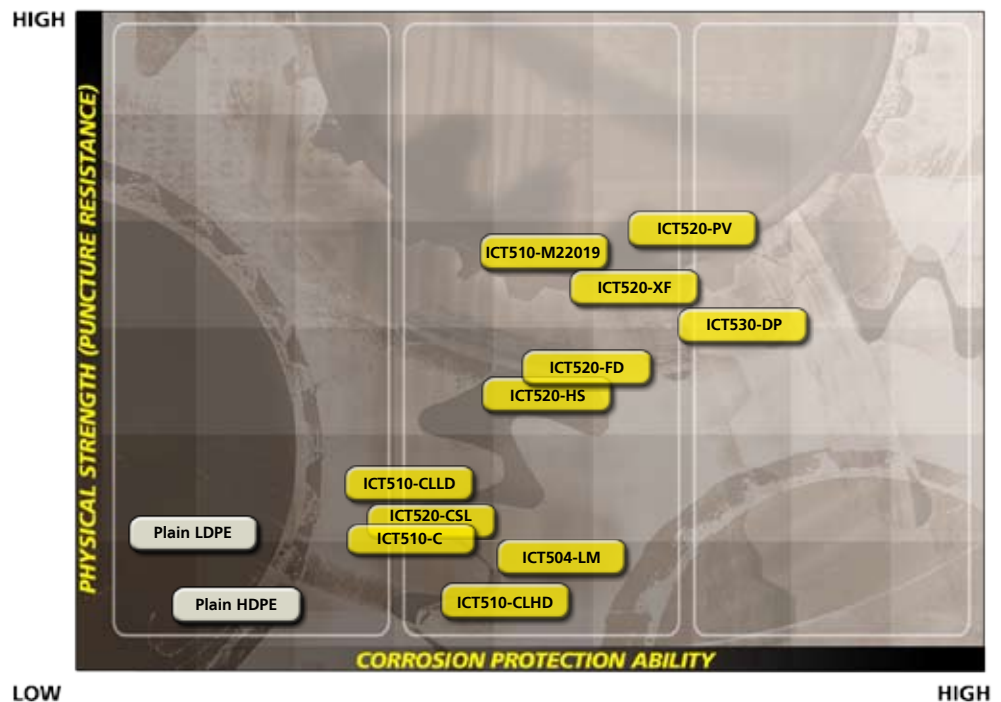 HIGH
PHYSICAL STRENGTH (PUNCTURE RESISTANCE)
ICT520-PV
ICT510-M22019
ICT520-XF
ICT530-DP
ICT520-FD
ICT520-HS
ICT510-CLLD
ICT520-CSL
Plain LDPE
ICT510-C
ICT504-LM
Plain HDPE
ICT510-CLHD
CORROSION PROTECTION ABILITY
LOW
HIGH